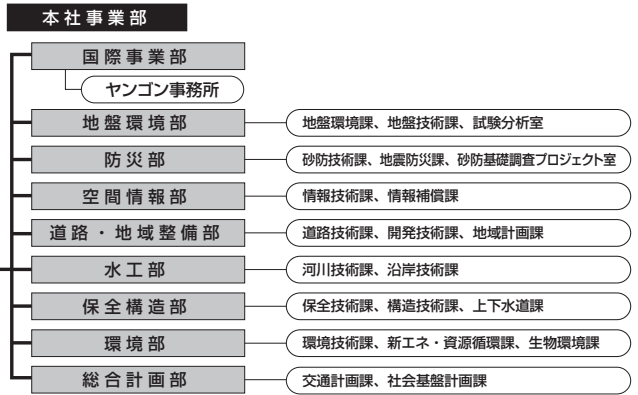 本社事業部
国際事業部
ヤンゴン事務所
地盤環境部
地盤環境課、地盤技術課、試験分析室
防災部
砂防技術課、地震防災課、砂防基礎調査プロジェクト室
空間情報部
情報技術課、情報補償課
道路・地域整備部
道路技術課、開発技術課、地域計画課
水工部
河川技術課、沿岸技術課
保全構造部
保全技術課、構造技術課、上下水道課
環境部
環境技術課、新エネ・資源循環課、生物環境課
総合計画部
交通計画課、社会基盤計画課